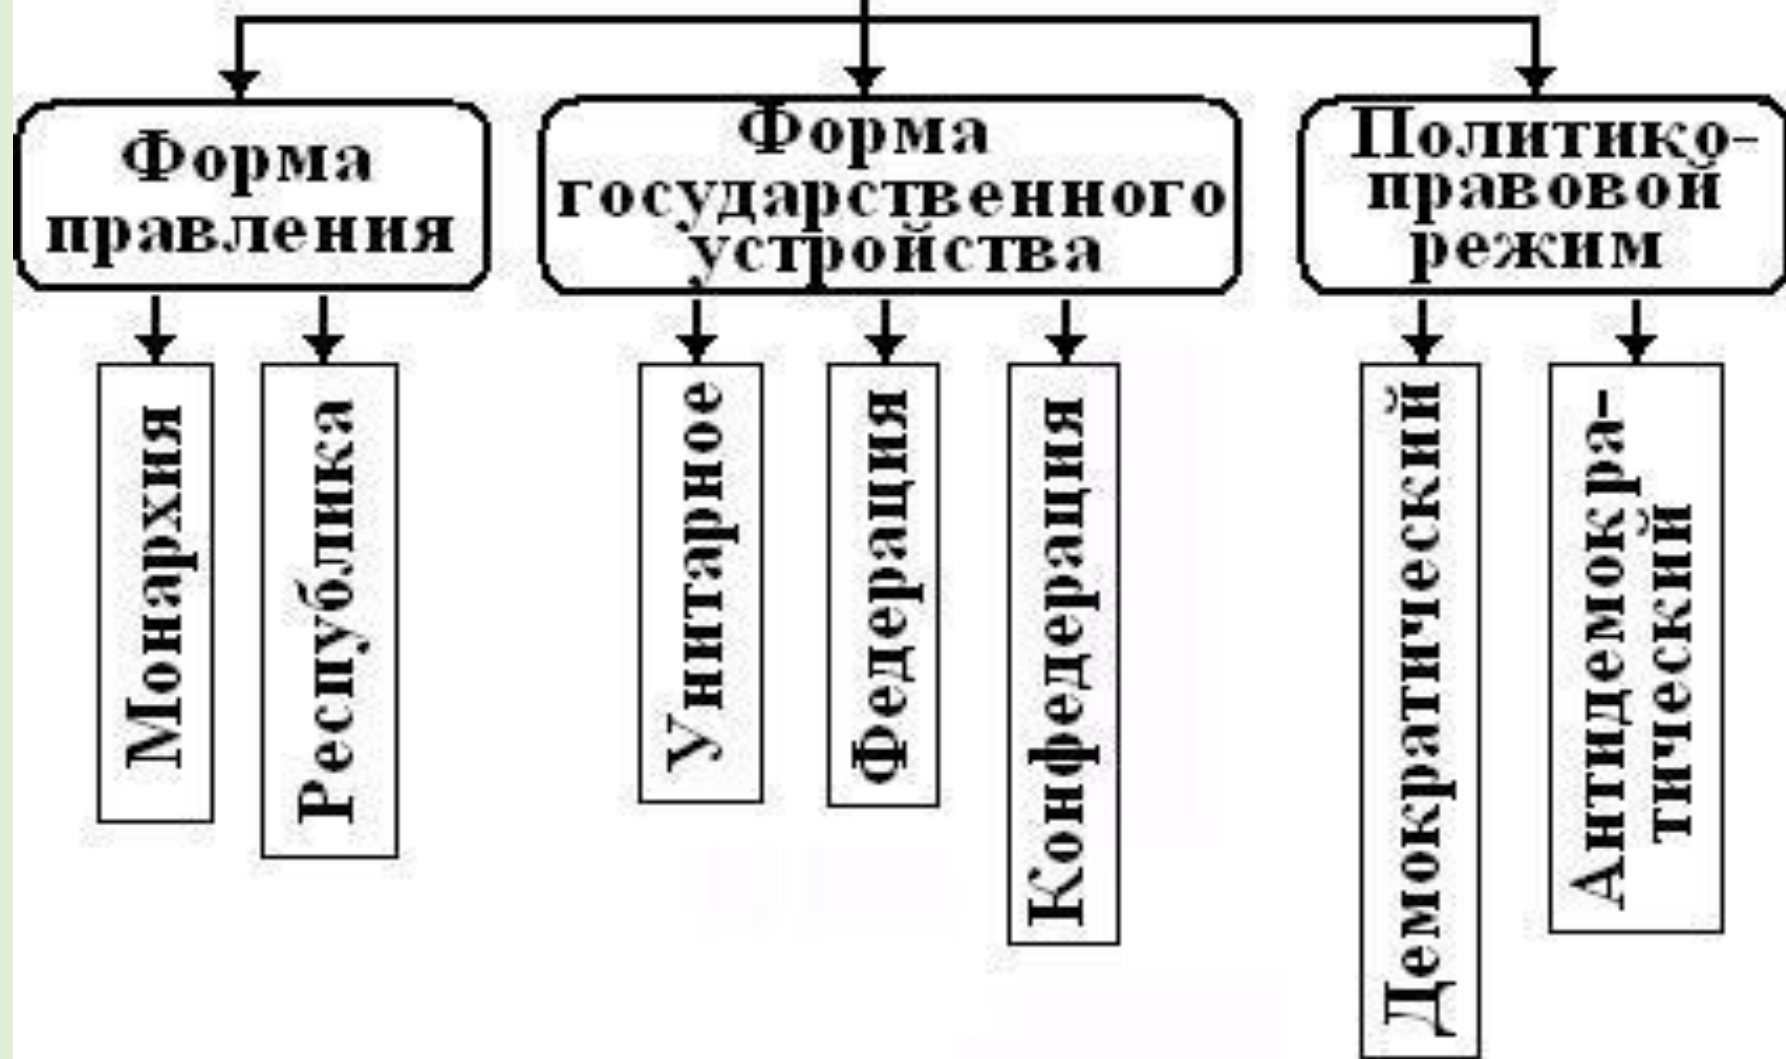 Форма
правления
Форма
государственного
устройства
Политико-
правовой
режим
Монархия
Республика
Унитарное
Федерация
Конфедерация
Демократический
Антидемокра-
тический